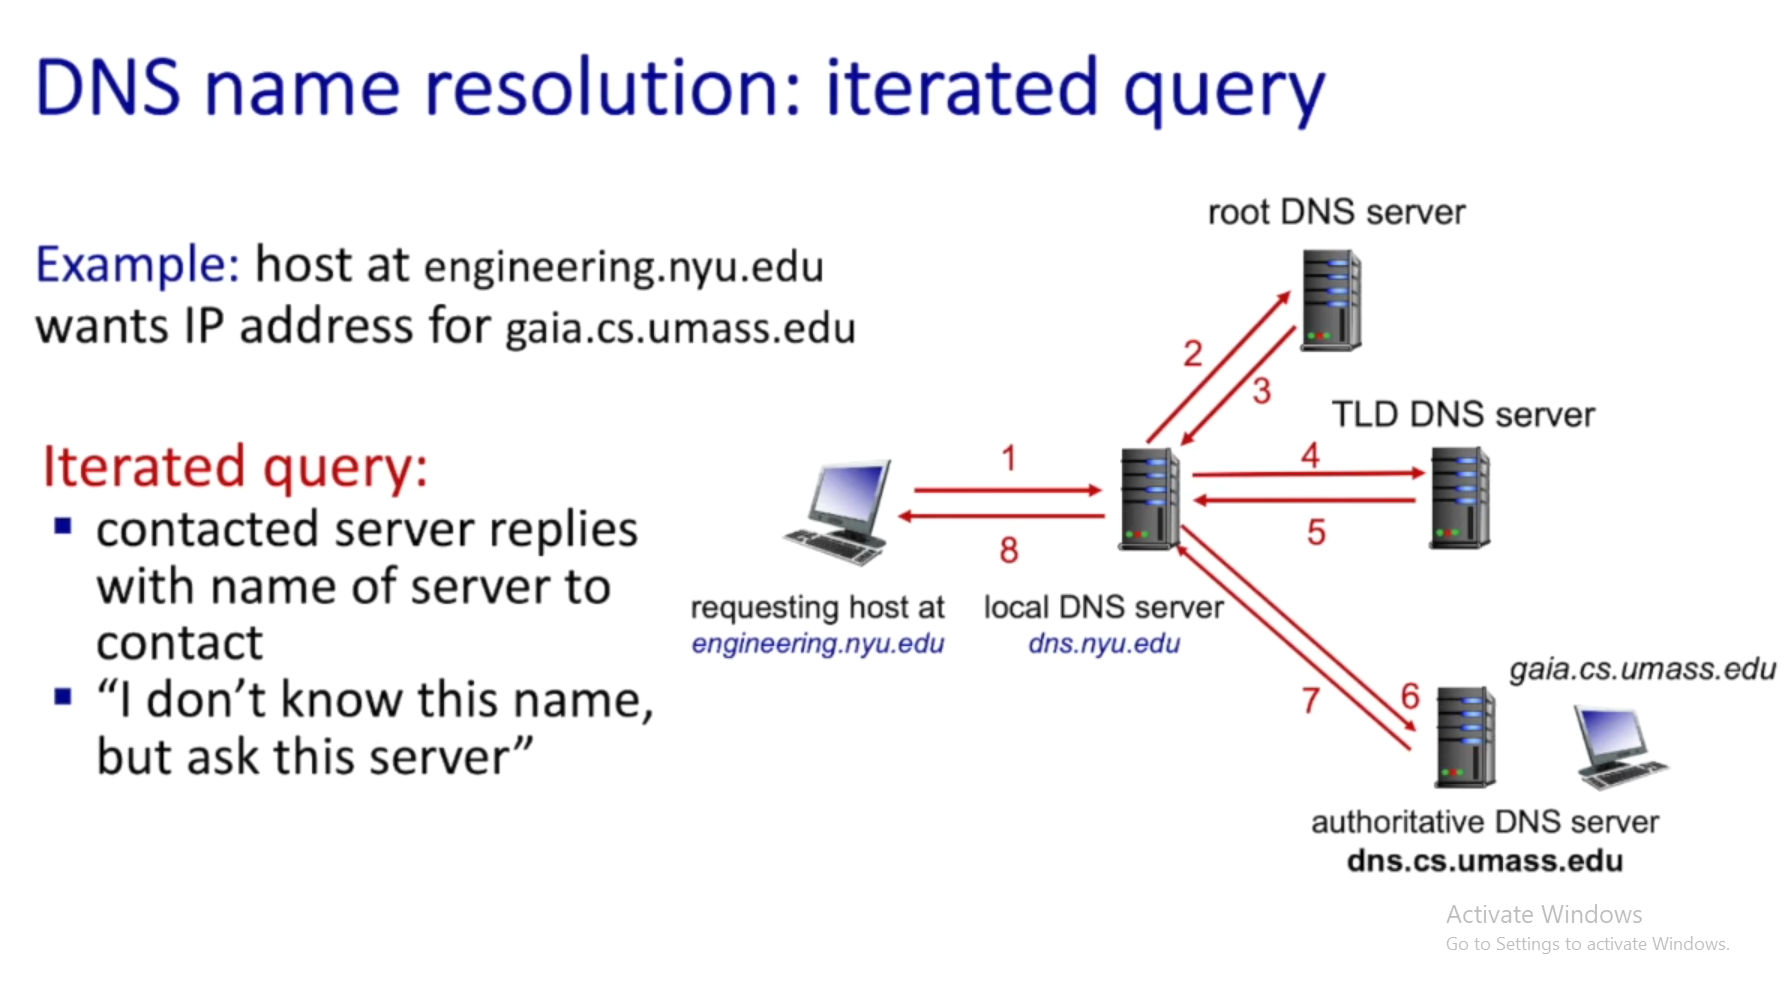 DNS name resolution: iterated query
Example: host at engineering.nyu.edu
wants IP address for gaia.cs.umass.edu
Iterated query:
▪ contacted server replies
with name of server to
contact
▪ “I don’t know this name,
but ask this server”
root DNS server
2
3
TLD DNS server
1
4
8
5
requesting host at
engineering.nyu.edu
local DNS server
dns.nyu.edu
7
6
gaia.cs.umass.edu
authoritative DNS server
dns.cs.umass.edu
Activate Windows
Go to Settings to activate Windows.